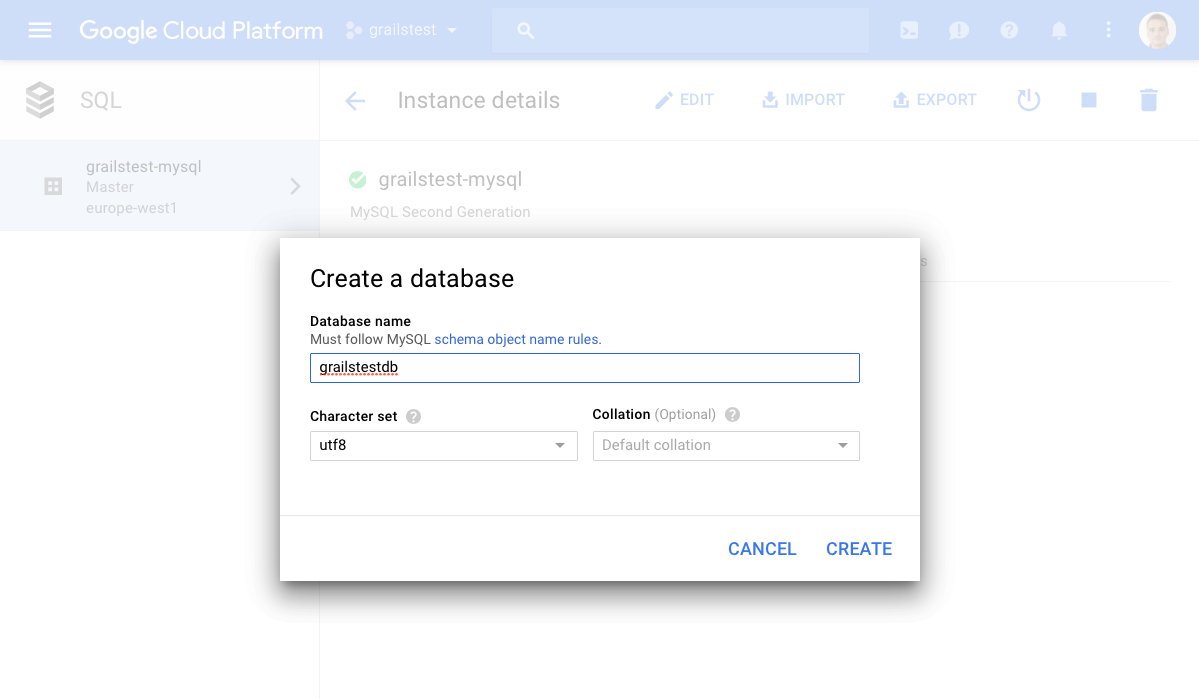 Google Cloud Platform
grailstest
SQL
Instance details
EDIT
IMPORT
EXPORT
grailstest-mysql
Master
europe-west1
grailstest-mysql
MySQL Second Generation
s
Create a database
Database name
Must follow MySQL schema object name rules.
grailstestdb
Character set
Collation (Optional)
utf8
Default collation
CANCEL
CREATE